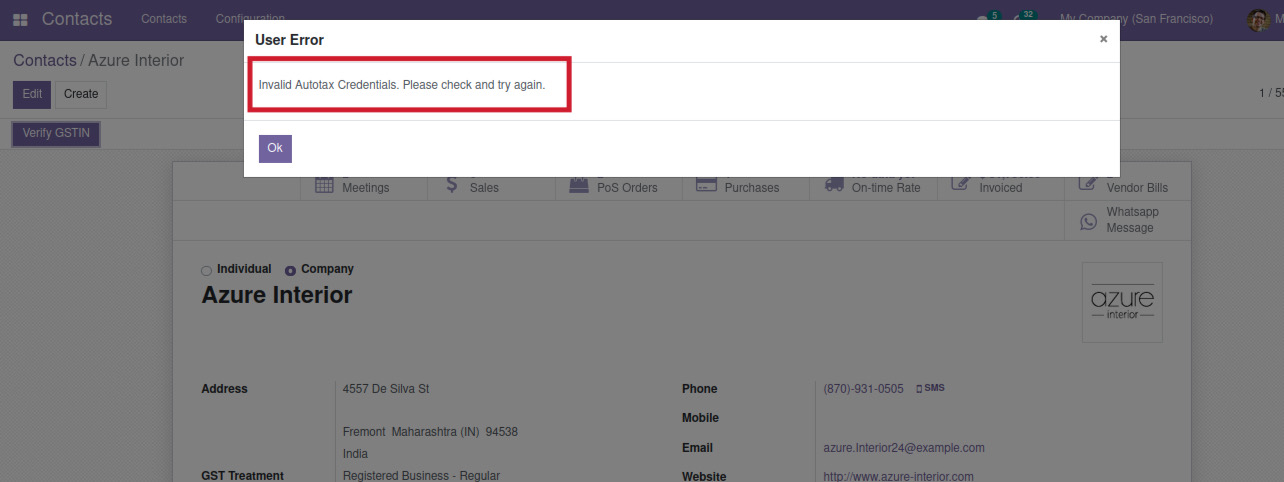 Contacts Contacts Configuration 5 32 My Company (San Francisco) M
User Error ×
Contacts / Azure Interior
Invalid Autotax Credentials. Please check and try again.
Edit Create 1 / 55
Verify GSTIN
Ok
Meetings Sales PoS Orders Purchases On-time Rate Invoiced Vendor Bills
Whatsapp
Message
Individual Company
Azure Interior
azure
interior
Address 4557 De Silva St Phone (870)-931-0505 SMS
Mobile
Fremont Maharashtra (IN) 94538
Email azure.Interior24@example.com
India
GST Treatment Registered Business - Regular Website http://www.azure-interior.com